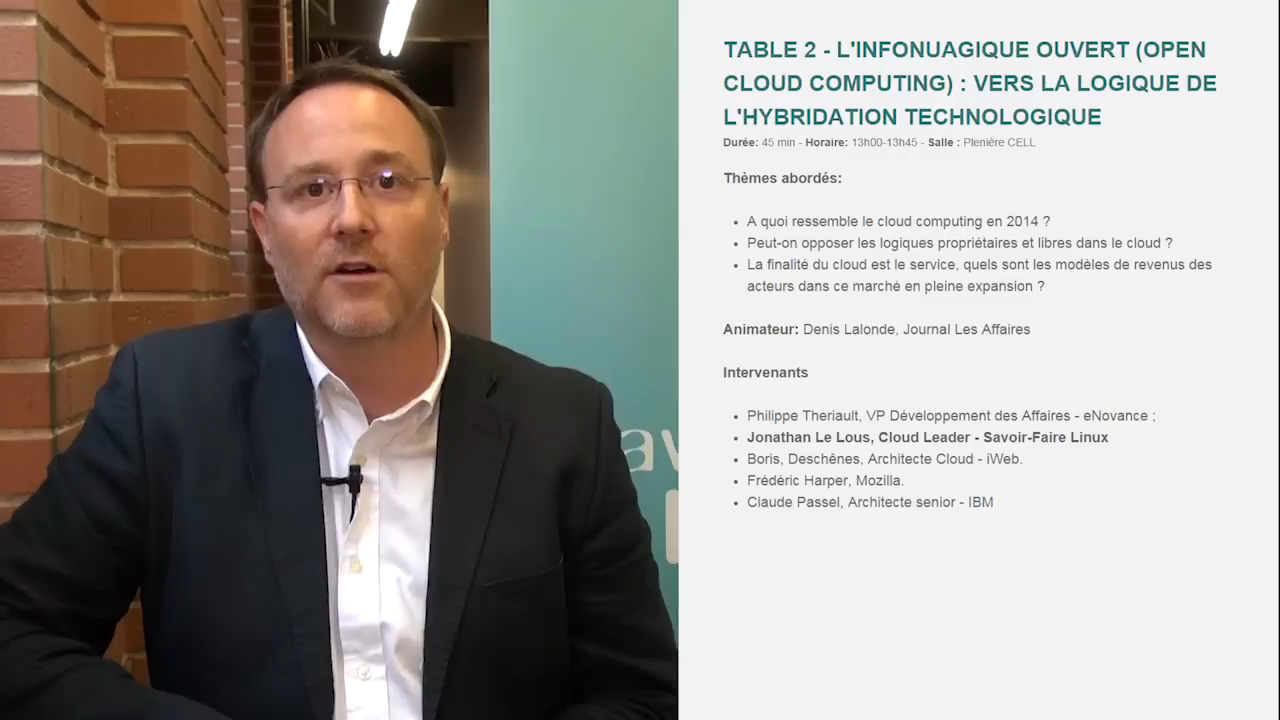 TABLE 2 - L'INFONUAGIQUE OUVERT (OPEN
CLOUD COMPUTING) : VERS LA LOGIQUE DE
L'HYBRIDATION TECHNOLOGIQUE
Durée: 45 min - Horaire: 13h00-13h45 - Salle : Plenière CELL
Thèmes abordés:
• A quoi ressemble le cloud computing en 2014 ?
• Peut-on opposer les logiques propriétaires et libres dans le cloud ?
• La finalité du cloud est le service, quels sont les modèles de revenus des
acteurs dans ce marché en pleine expansion ?
Animateur: Denis Lalonde, Journal Les Affaires
Intervenants
• Philippe Theriault, VP Développement des Affaires - eNovance ;
• Jonathan Le Lous, Cloud Leader - Savoir-Faire Linux
• Boris, Deschênes, Architecte Cloud - iWeb.
• Frédéric Harper, Mozilla.
• Claude Passel, Architecte senior - IBM